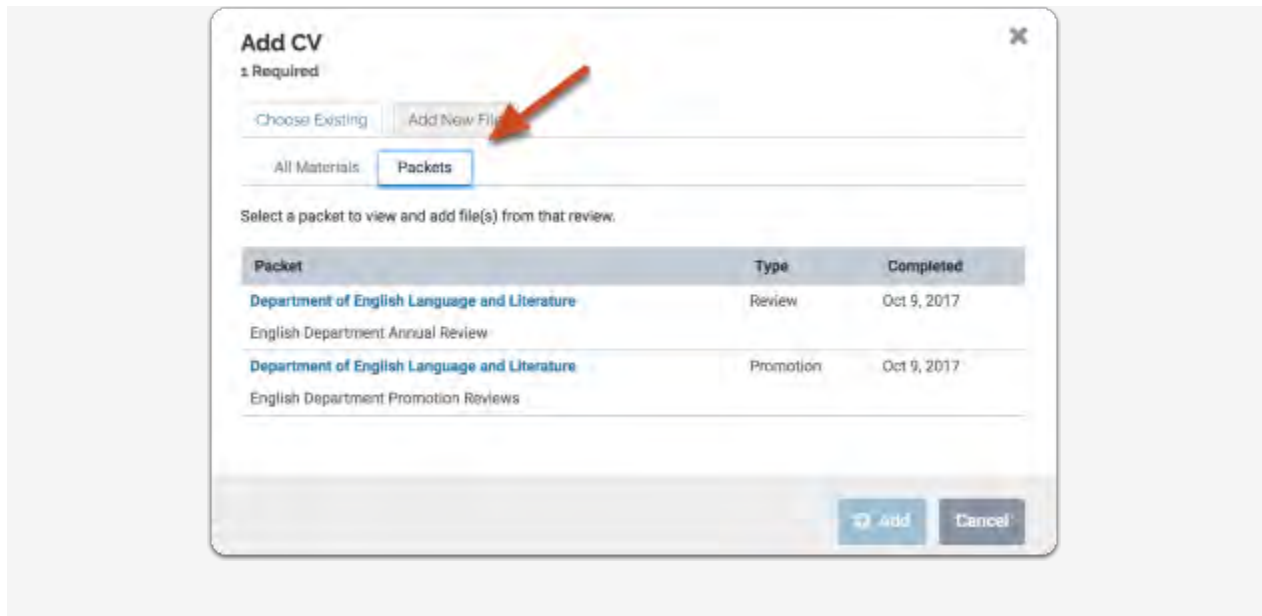 Add CV
1 Required
Choose Existing Add New File
All Materials Packets
Select a packet to view and add file(s) from that review.
Packet Type Completed
Department of English Language and Literature Review Oct 9, 2017
English Department Annual Review
Department of English Language and Literature Promotion Oct 9, 2017
English Department Promotion Reviews
Add Cancel